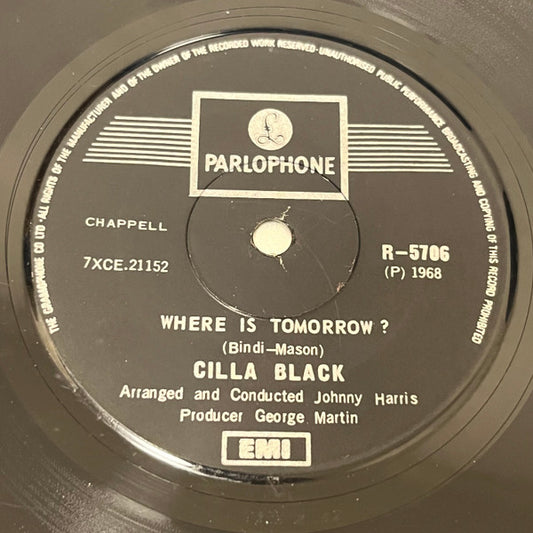 THE GRAMOPHONE CO LTD · ALL RIGHTS OF THE MANUFACTURER AND OF THE OWNER OF THE RECORDED WORK RESERVED · UNAUTHORISED PUBLIC PERFORMANCE BROADCASTING AND COPYING OF THIS RECORD PROHIBITED
£
PARLOPHONE
CHAPPELL
R-5706
7XCE.21152
(P) 1968
WHERE IS TOMORROW ?
(Bindi-Mason)
CILLA BLACK
Arranged and Conducted Johnny Harris
Producer George Martin
EMI